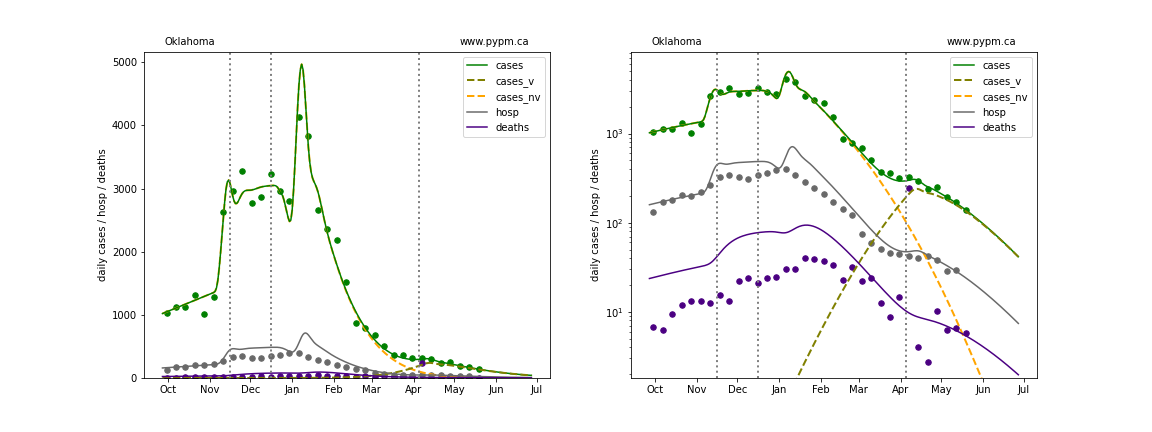 Oklahoma www.pypm.ca
5000
4000
3000
2000
1000
0
daily cases / hosp / deaths
cases
cases_v
cases_nv
hosp
deaths
Oct Nov Dec Jan Feb Mar Apr May Jun Jul
Oklahoma www.pypm.ca
10³
10²
10¹
daily cases / hosp / deaths
cases
cases_v
cases_nv
hosp
deaths
Oct Nov Dec Jan Feb Mar Apr May Jun Jul